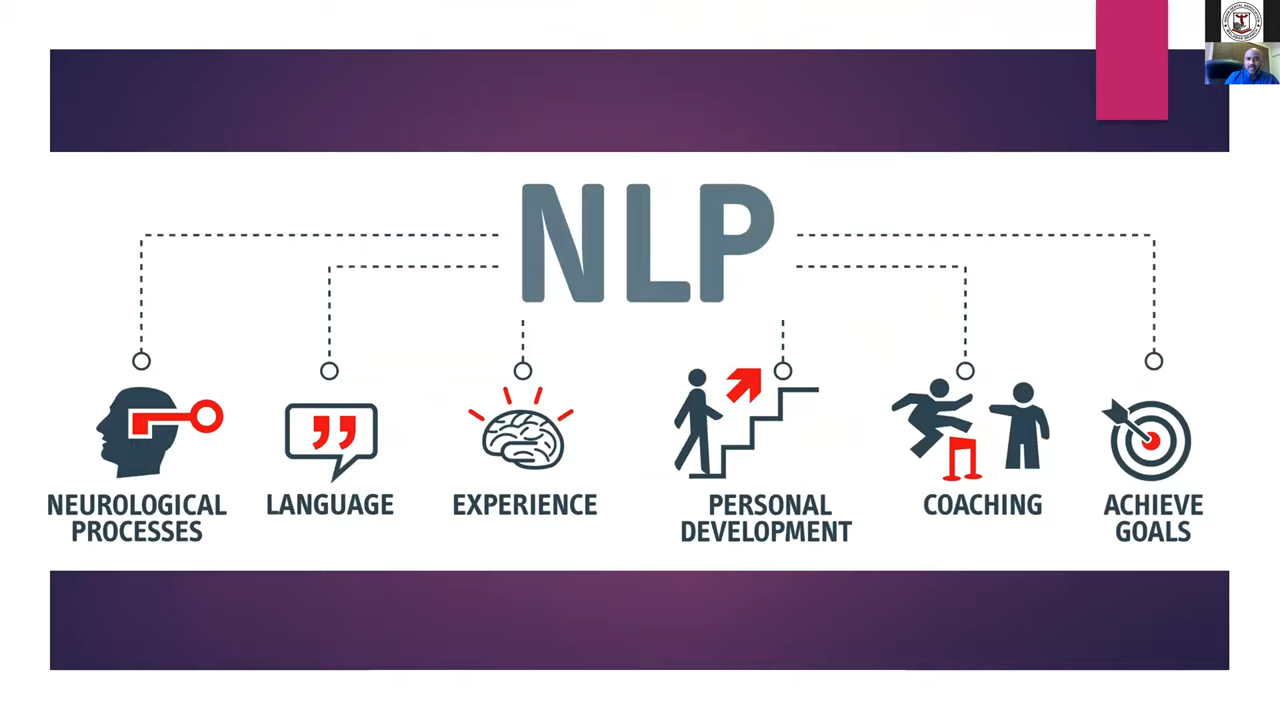 NLP
NEUROLOGICAL
PROCESSES
LANGUAGE
EXPERIENCE
PERSONAL
DEVELOPMENT
COACHING
ACHIEVE
GOALS